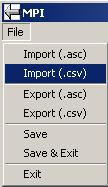 MPI
File
Import (.asc)
Import (.csv)
Export (.asc)
Export (.csv)
Save
Save & Exit
Exit